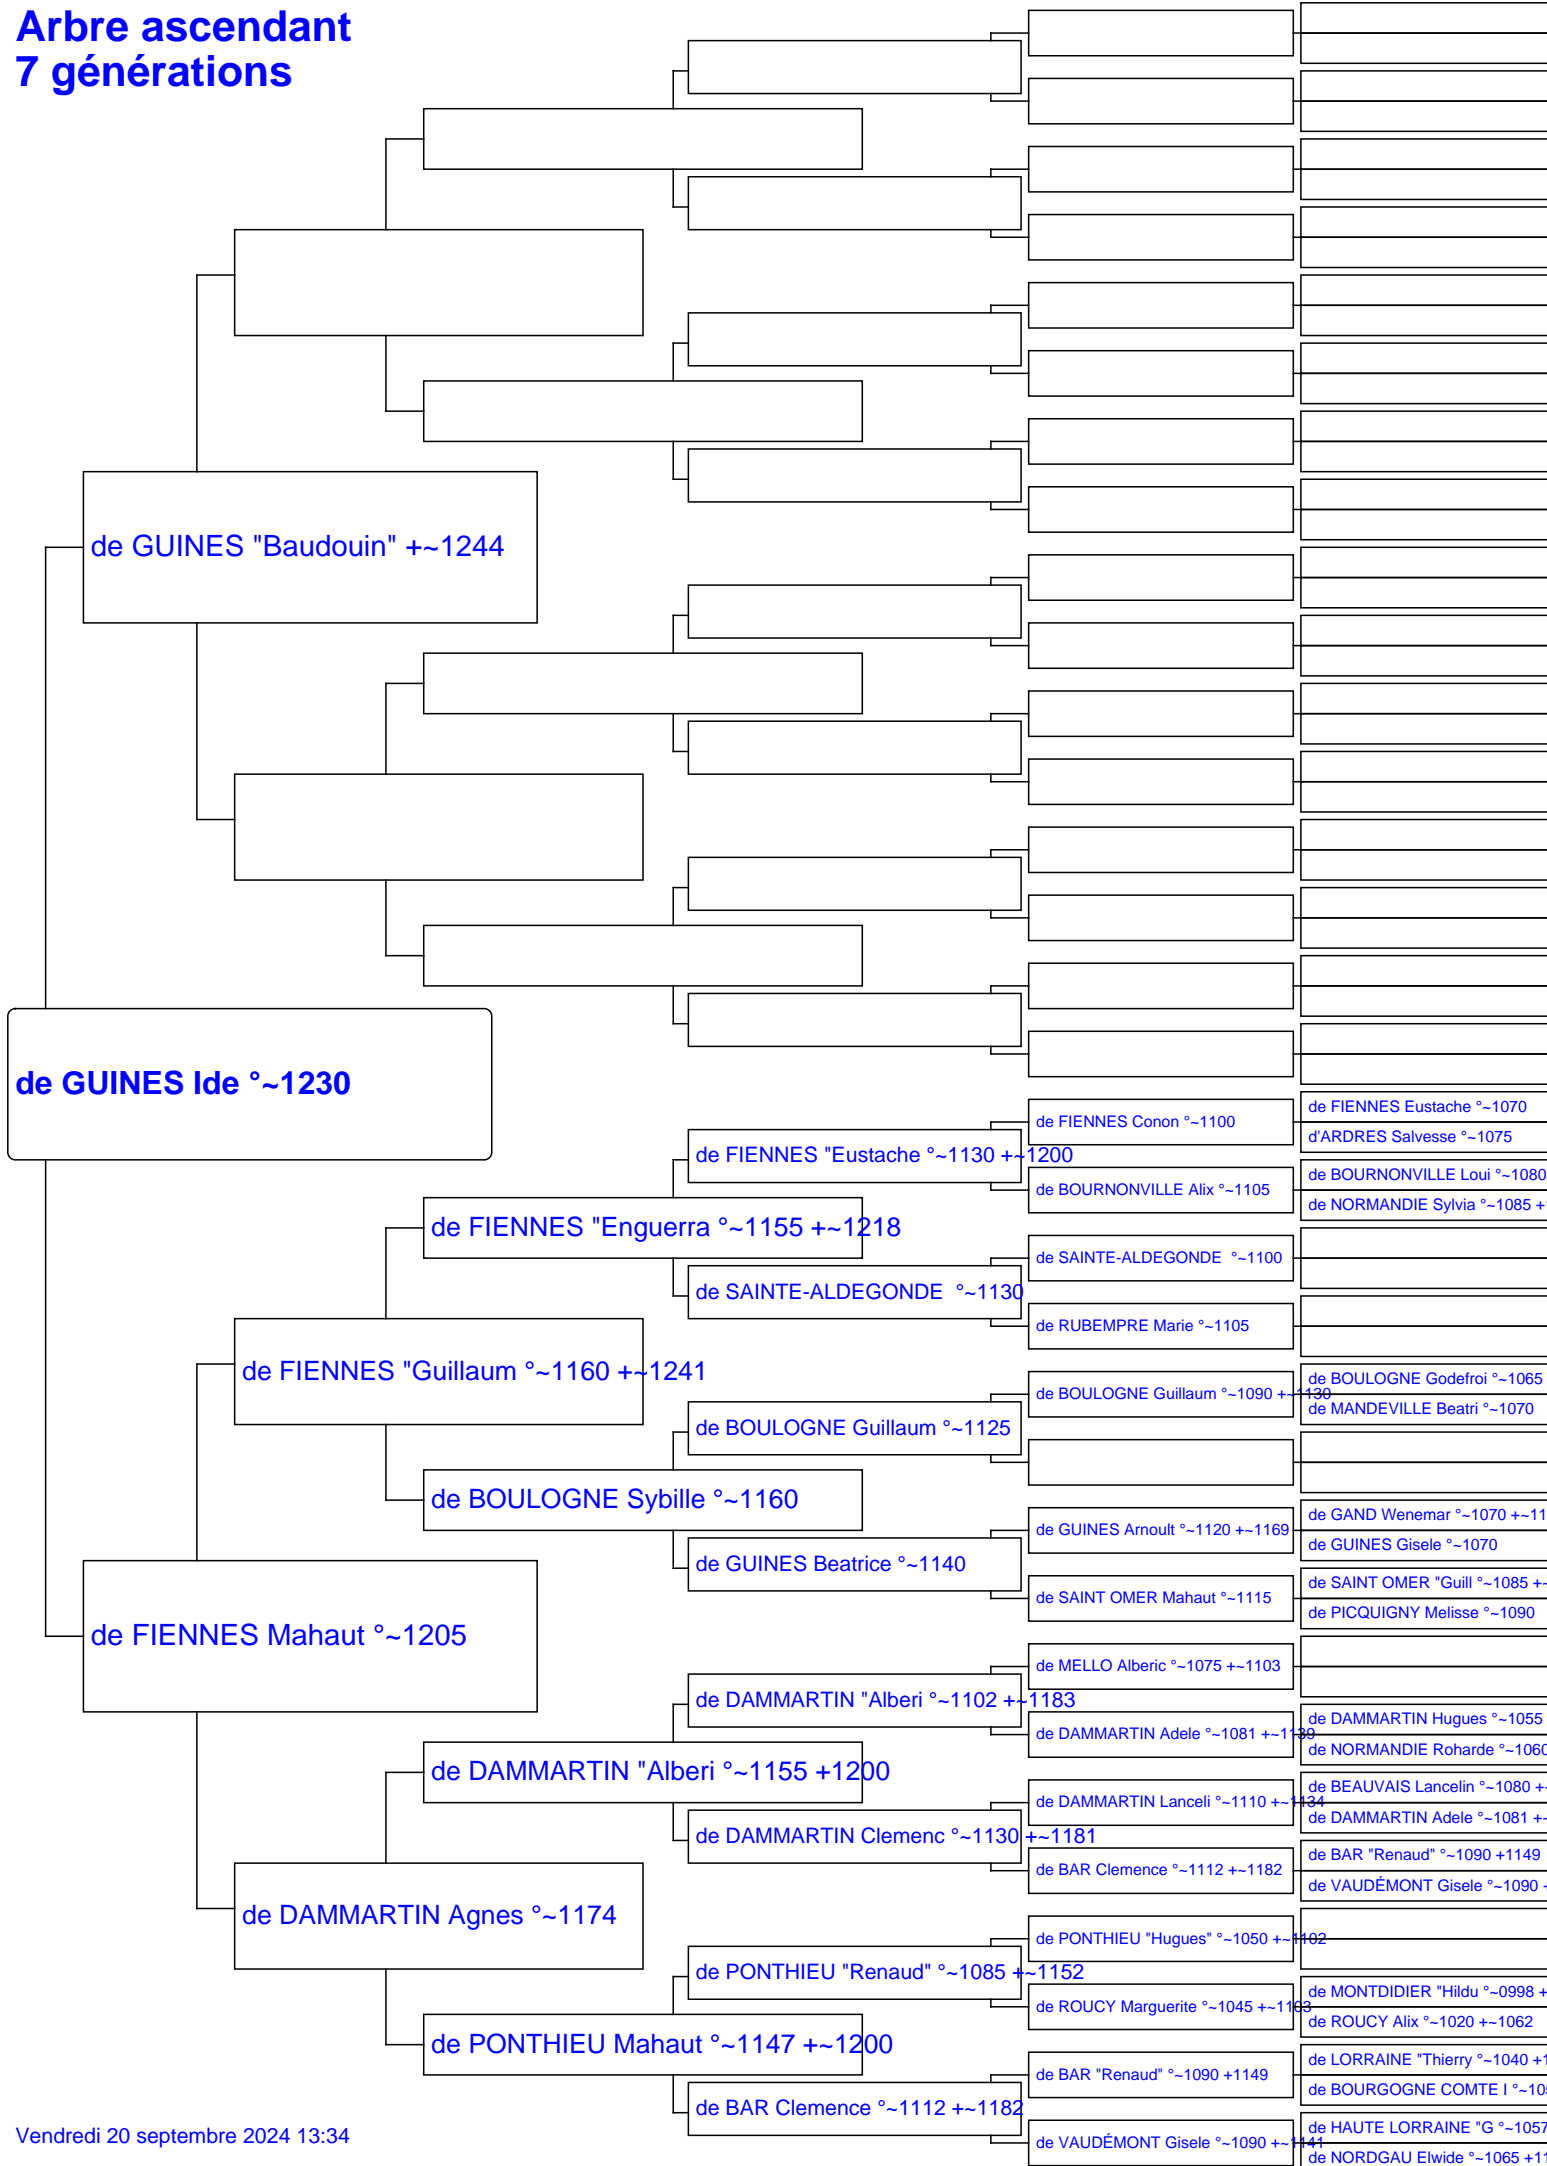 Arbre ascendant
7 générations
de GUINES "Baudouin" +~1244
de GUINES Ide °~1230
de FIENNES Mahaut °~1205
de FIENNES "Guillaum °~1160 +~1241
de DAMMARTIN Agnes °~1174
de FIENNES "Enguerra °~1155 +~1218
de BOULOGNE Sybille °~1160
de DAMMARTIN "Alberi °~1155 +1200
de PONTHIEU Mahaut °~1147 +~1200
de FIENNES "Eustache °~1130 +~1200
de SAINTE-ALDEGONDE °~1130
de BOULOGNE Guillaum °~1125
de GUINES Beatrice °~1140
de DAMMARTIN "Alberi °~1102 +~1183
de DAMMARTIN Clemenc °~1130 +~1181
de PONTHIEU "Renaud" °~1085 +~1152
de BAR Clemence °~1112 +~1182
de FIENNES Conon °~1100
de BOURNONVILLE Alix °~1105
de SAINTE-ALDEGONDE °~1100
de RUBEMPRE Marie °~1105
de BOULOGNE Guillaum °~1090 +~1130
de GUINES Arnoult °~1120 +~1169
de SAINT OMER Mahaut °~1115
de MELLO Alberic °~1075 +~1103
de DAMMARTIN Adele °~1081 +~1139
de DAMMARTIN Lanceli °~1110 +~1134
de BAR Clemence °~1112 +~1182
de PONTHIEU "Hugues" °~1050 +~1102
de ROUCY Marguerite °~1045 +~1103
de BAR "Renaud" °~1090 +1149
de VAUDÉMONT Gisele °~1090 +~1141
de FIENNES Eustache °~1070
d'ARDRES Salvesse °~1075
de BOURNONVILLE Loui °~1080
de NORMANDIE Sylvia °~1085 +
de BOULOGNE Godefroi °~1065
de MANDEVILLE Beatri °~1070
de GAND Wenemar °~1070 +~11
de GUINES Gisele °~1070
de SAINT OMER "Guill °~1085 +~
de PICQUIGNY Melisse °~1090
de DAMMARTIN Hugues °~1055
de NORMANDIE Roharde °~1060
de BEAUVAIS Lancelin °~1080 +~
de DAMMARTIN Adele °~1081 +~
de BAR "Renaud" °~1090 +1149
de VAUDÉMONT Gisele °~1090 +
de MONTDIDIER "Hildu °~0998 +
de ROUCY Alix °~1020 +~1062
de LORRAINE "Thierry °~1040 +1
de BOURGOGNE COMTE I °~105
de HAUTE LORRAINE "G °~1057
de NORDGAU Elwide °~1065 +11
Vendredi 20 septembre 2024 13:34